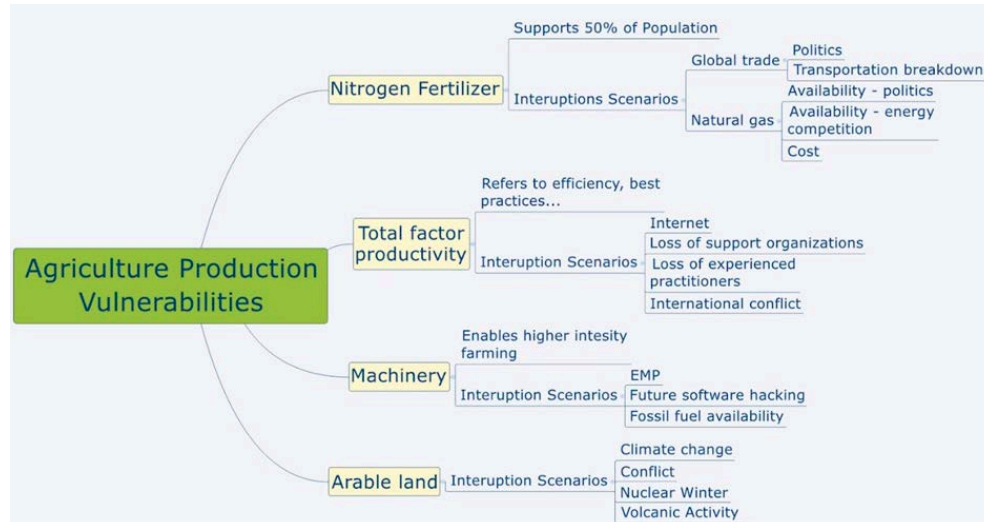 Agriculture Production
Vulnerabilities
Nitrogen Fertilizer
Supports 50% of Population
Interuptions Scenarios
Global trade
Politics
Transportation breakdown
Natural gas
Availability - politics
Availability - energy
competition
Cost
Total factor
productivity
Refers to efficiency, best
practices...
Interuption Scenarios
Internet
Loss of support organizations
Loss of experienced
practitioners
International conflict
Machinery
Enables higher intesity
farming
Interuption Scenarios
EMP
Future software hacking
Fossil fuel availability
Arable land
Interuption Scenarios
Climate change
Conflict
Nuclear Winter
Volcanic Activity